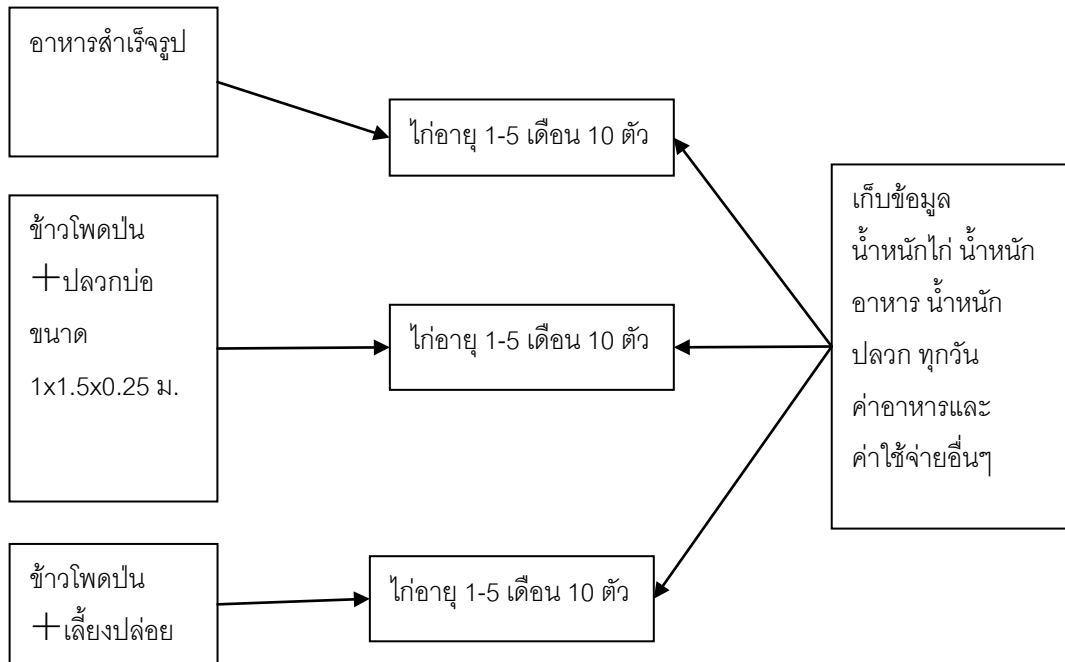 อาหารสำเร็จรูป
ไก่อายุ 1-5 เดือน 10 ตัว
ข้าวโพดป่น
+ปลวกบ่อ
ขนาด
1x1.5x0.25 ม.
ไก่อายุ 1-5 เดือน 10 ตัว
เก็บข้อมูล
น้ำหนักไก่ น้ำหนัก
อาหาร น้ำหนัก
ปลวก ทุกวัน
ค่าอาหารและ
ค่าใช้จ่ายอื่นๆ
ข้าวโพดป่น
+เลี้ยงปล่อย
ไก่อายุ 1-5 เดือน 10 ตัว